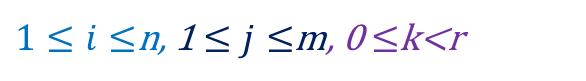 1 ≤ i ≤n, 1≤ j ≤m, 0≤k<r